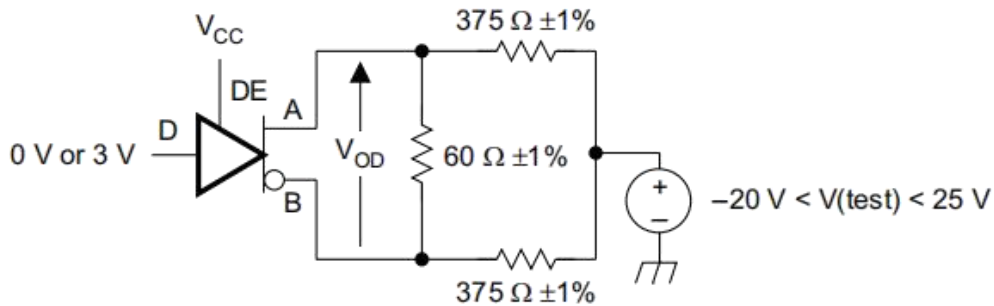 375 Ω ±1%
VCC
DE
A
D
0 V or 3 V
VOD
60 Ω ±1%
+
–
–20 V < V(test) < 25 V
B
375 Ω ±1%